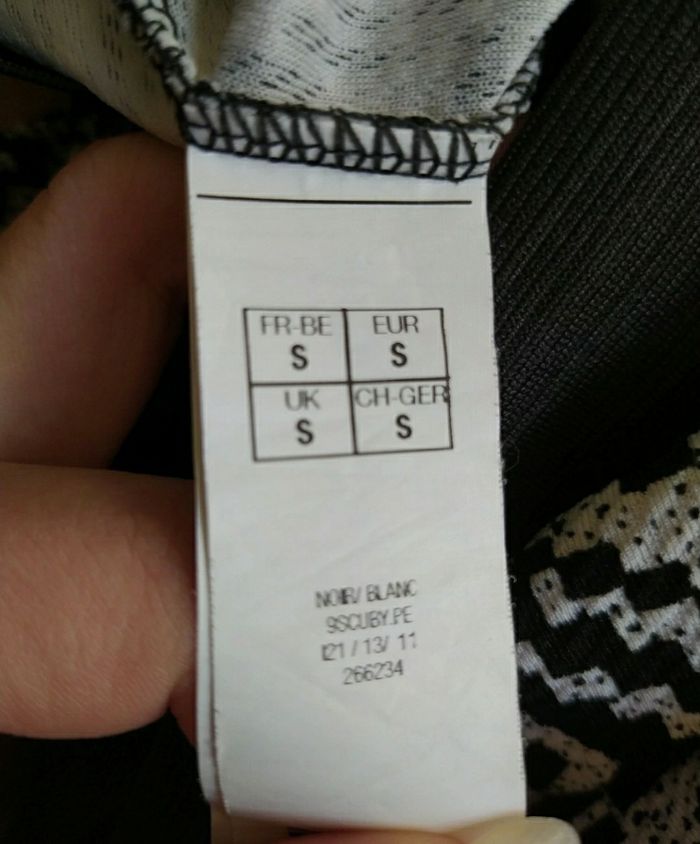 FR-BE EUR
S S
UK CH-GER
S S
NOIR/ BLANC
9SCUBY.PE
I21 / 13/ 11
266234